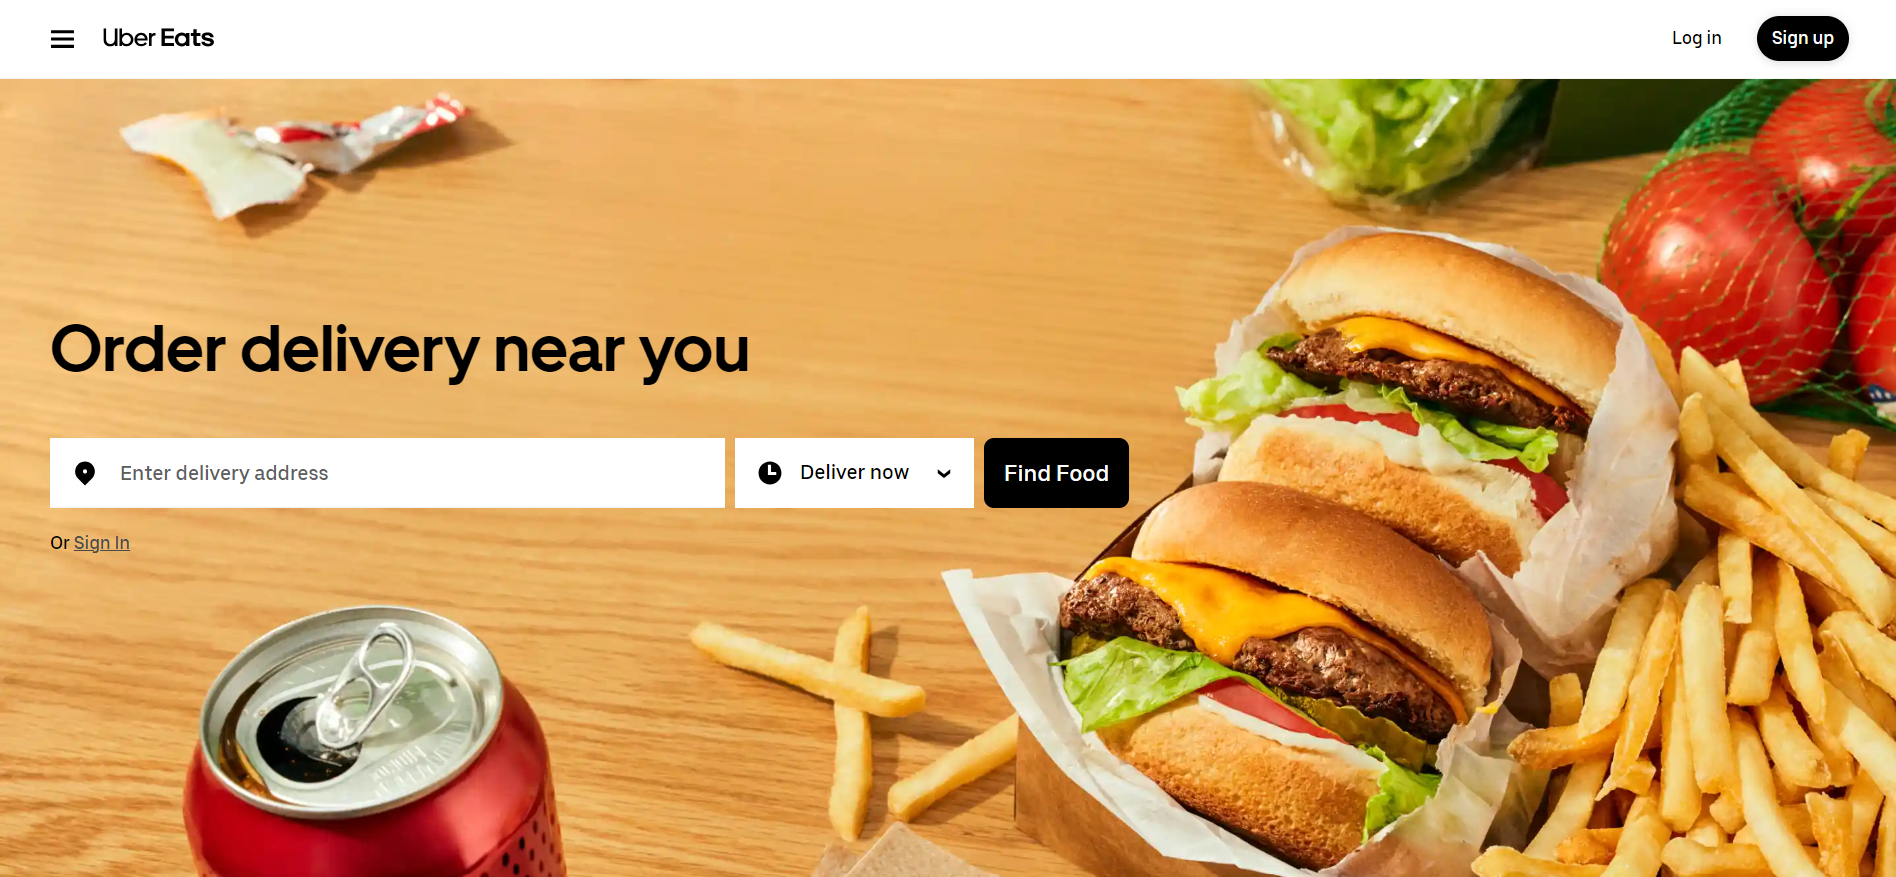 Uber Eats
Log in
Sign up
Order delivery near you
Enter delivery address
Deliver now
Find Food
Or Sign In